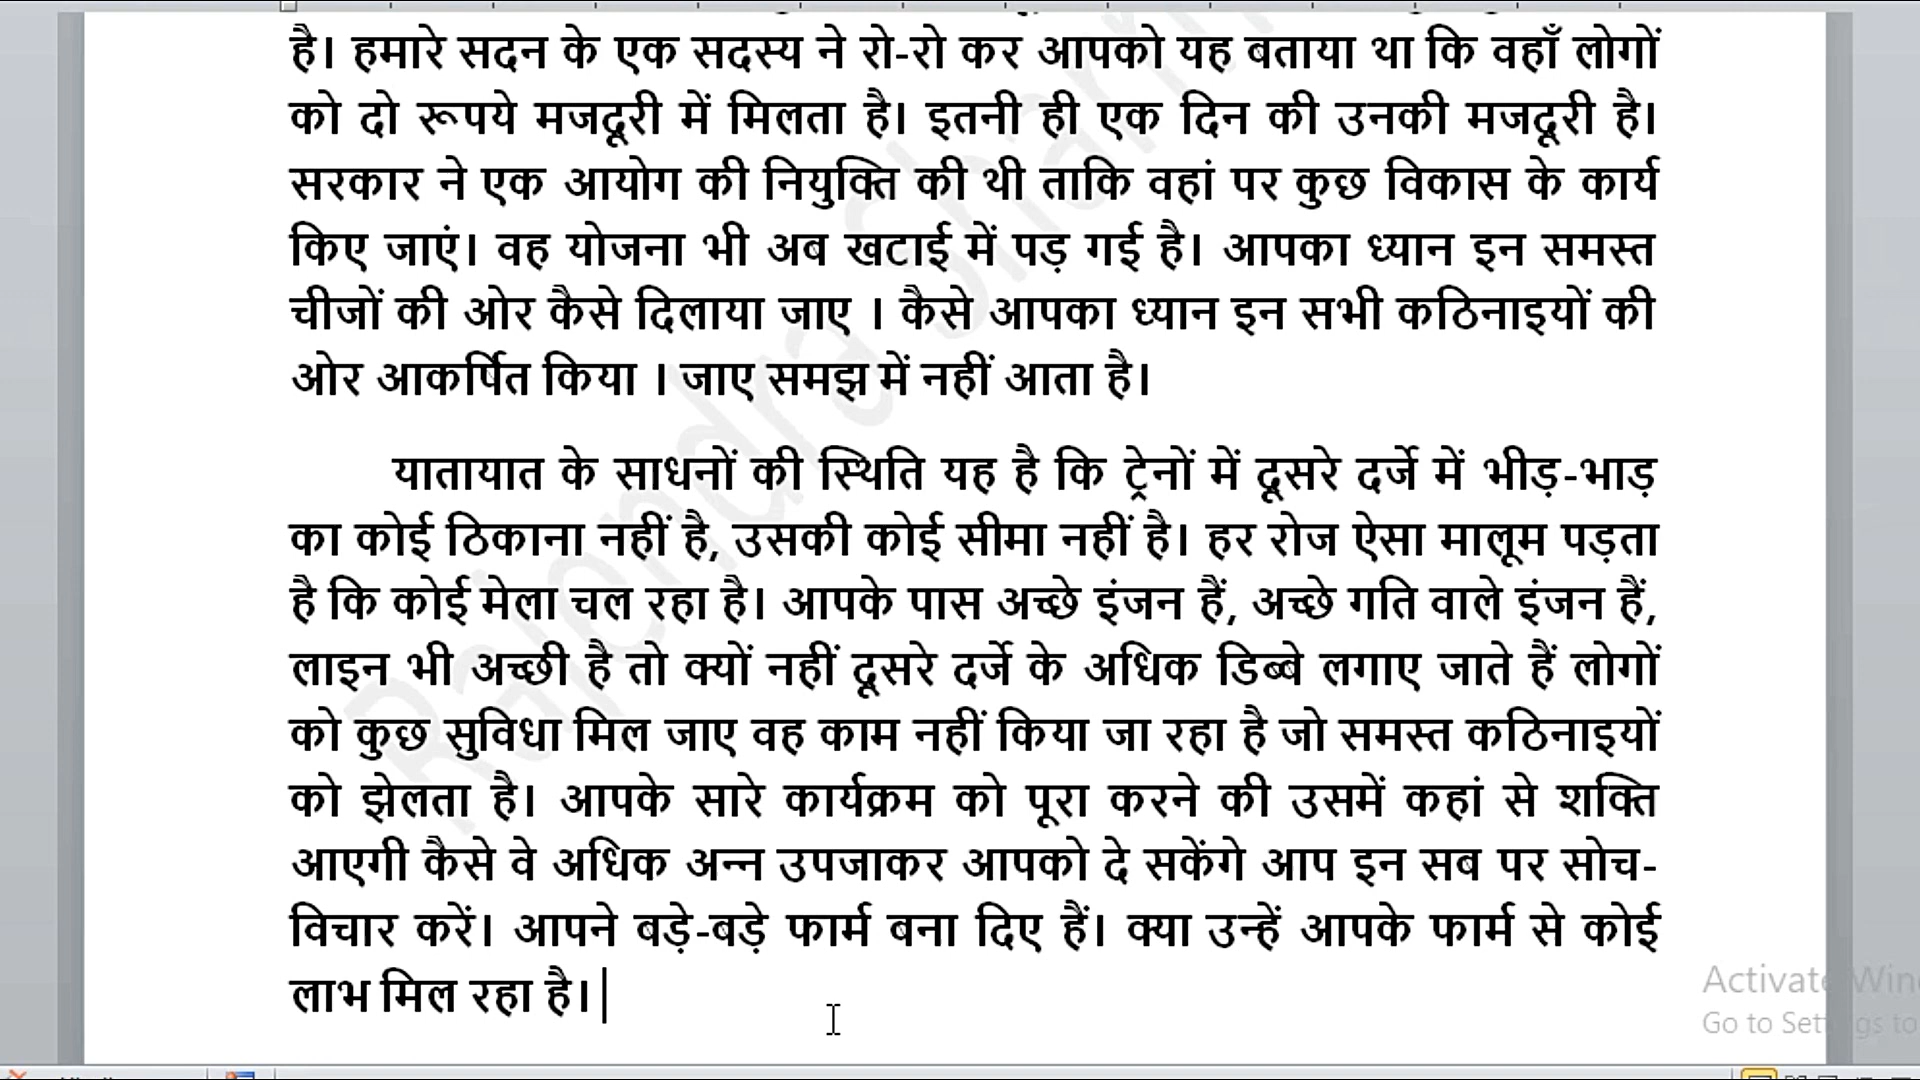 है। हमारे सदन के एक सदस्य ने रो-रो कर आपको यह बताया था कि वहाँ लोगों
को दो रूपये मजदूरी में मिलता है। इतनी ही एक दिन की उनकी मजदूरी है।
सरकार ने एक आयोग की नियुक्ति की थी ताकि वहां पर कुछ विकास के कार्य
किए जाएं। वह योजना भी अब खटाई में पड़ गई है। आपका ध्यान इन समस्त
चीजों की ओर कैसे दिलाया जाए । कैसे आपका ध्यान इन सभी कठिनाइयों की
ओर आकर्षित किया । जाए समझ में नहीं आता है।
यातायात के साधनों की स्थिति यह है कि ट्रेनों में दूसरे दर्जे में भीड़-भाड़
का कोई ठिकाना नहीं है, उसकी कोई सीमा नहीं है। हर रोज ऐसा मालूम पड़ता
है कि कोई मेला चल रहा है। आपके पास अच्छे इंजन हैं, अच्छे गति वाले इंजन हैं,
लाइन भी अच्छी है तो क्यों नहीं दूसरे दर्जे के अधिक डिब्बे लगाए जाते हैं लोगों
को कुछ सुविधा मिल जाए वह काम नहीं किया जा रहा है जो समस्त कठिनाइयों
को झेलता है। आपके सारे कार्यक्रम को पूरा करने की उसमें कहां से शक्ति
आएगी कैसे वे अधिक अन्न उपजाकर आपको दे सकेंगे आप इन सब पर सोच-
विचार करें। आपने बड़े-बड़े फार्म बना दिए हैं। क्या उन्हें आपके फार्म से कोई
लाभ मिल रहा है।
Rajendra
Activate
Go to